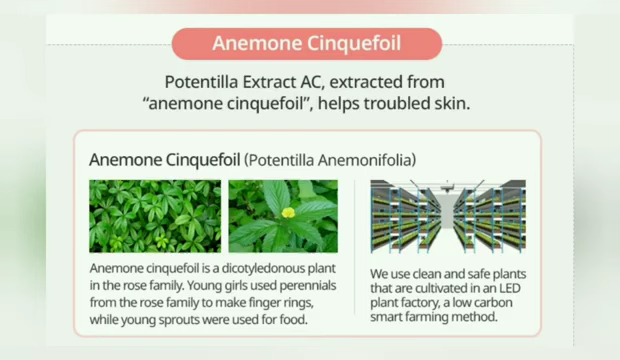 Anemone Cinquefoil
Potentilla Extract AC, extracted from
“anemone cinquefoil”, helps troubled skin.
Anemone Cinquefoil (Potentilla Anemonifolia)
Anemone cinquefoil is a dicotyledonous plant
in the rose family. Young girls used perennials
from the rose family to make finger rings,
while young sprouts were used for food.
We use clean and safe plants
that are cultivated in an LED
plant factory, a low carbon
smart farming method.